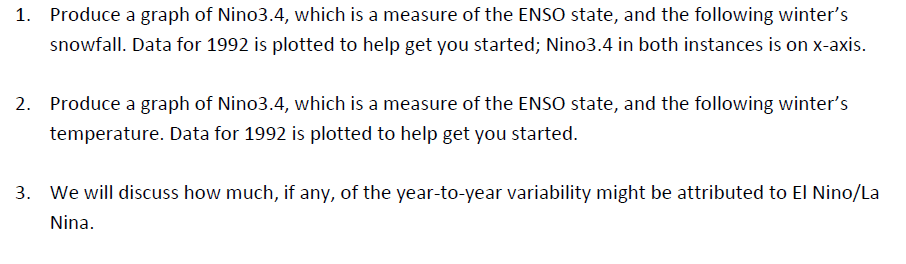 1. Produce a graph of Nino3.4, which is a measure of the ENSO state, and the following winter's
snowfall. Data for 1992 is plotted to help get you started; Nino3.4 in both instances is on x-axis.
2. Produce a graph of Nino3.4, which is a measure of the ENSO state, and the following winter's
temperature. Data for 1992 is plotted to help get you started.
3. We will discuss how much, if any, of the year-to-year variability might be attributed to El Nino/La
Nina.